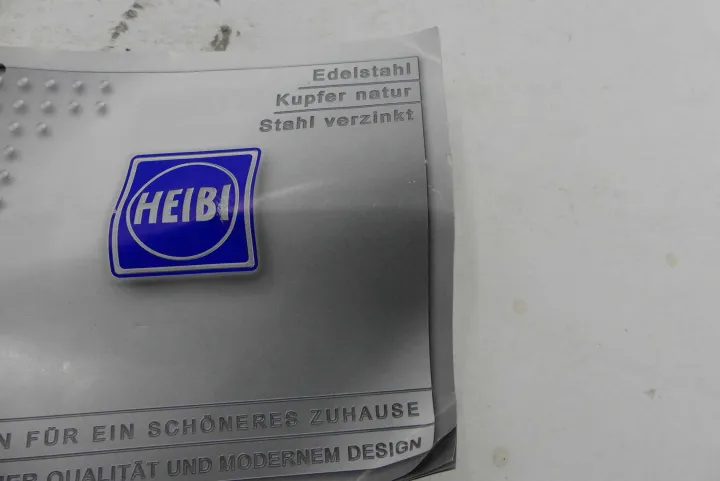 Edelstahl
Kupfer natur
Stahl verzinkt
HEIBI
FÜR EIN SCHÖNERES ZUHAUSE
QUALITÄT UND MODERNEM DESIGN